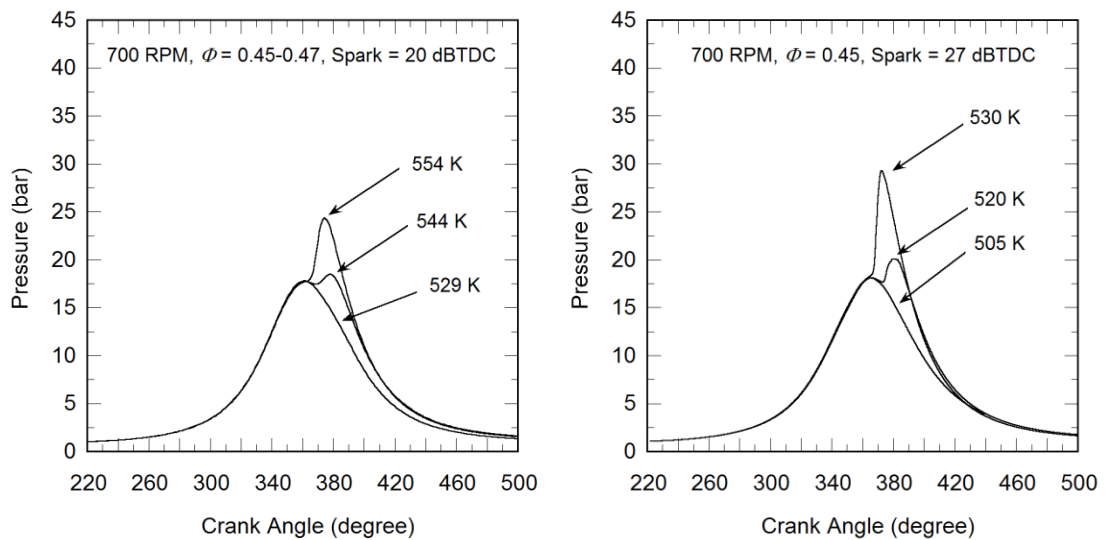 700 RPM, Φ = 0.45-0.47, Spark = 20 dBTDC
45
40
35
30
25
20
15
10
5
0
Pressure (bar)
554 K
544 K
529 K
220 260 300 340 380 420 460 500
Crank Angle (degree)
700 RPM, Φ = 0.45, Spark = 27 dBTDC
45
40
35
30
25
20
15
10
5
0
Pressure (bar)
530 K
520 K
505 K
220 260 300 340 380 420 460 500
Crank Angle (degree)